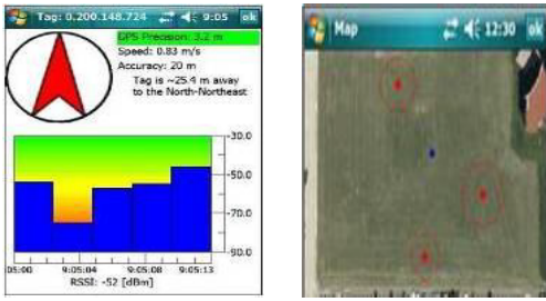 Tag: 0.200.148.724 9:05 ok
GPS Precision: 3.2 m
Speed: 0.83 m/s
Accuracy: 20 m
Tag is ~25.4 m away
to the North-Northeast
-30.0
-50.0
-70.0
-90.0
05:00 9:05:04 9:05:08 9:05:13
RSSI: -52 [dBm]
Map 12:30 ok